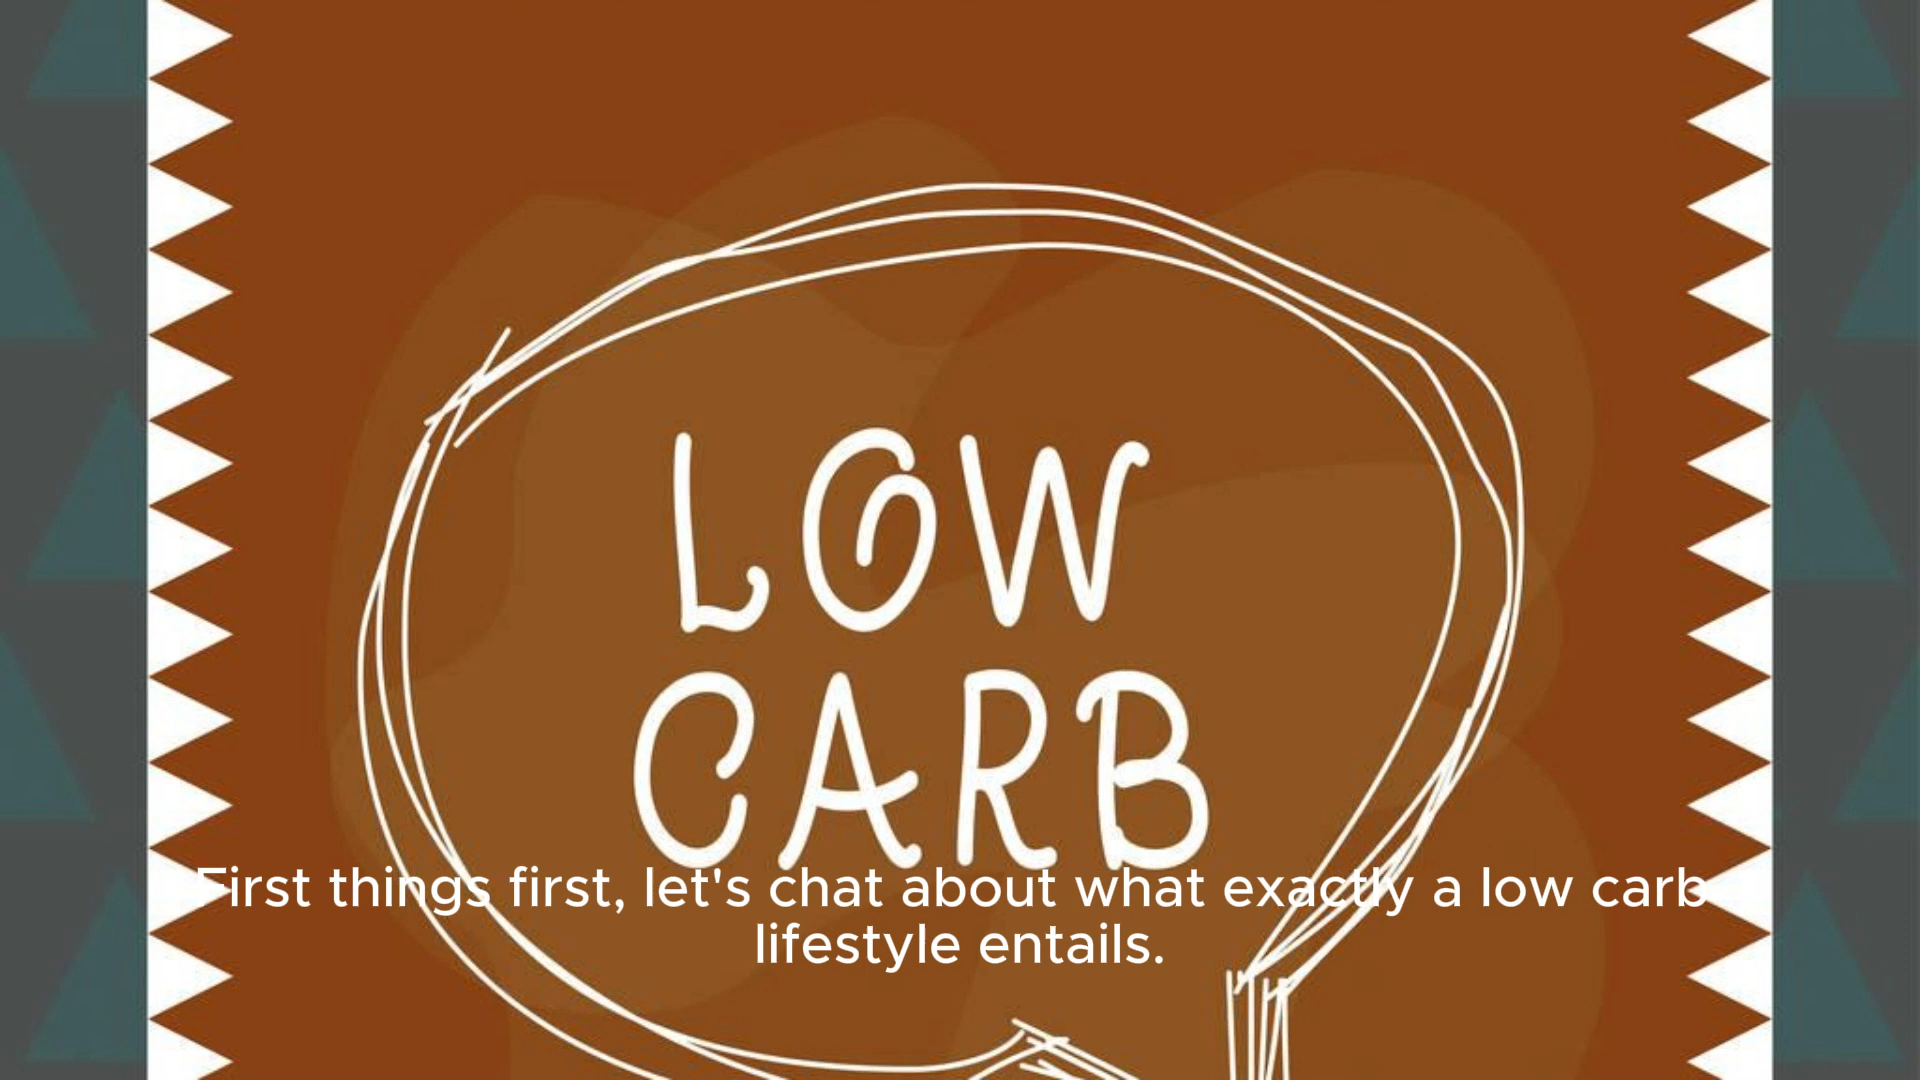 LOW
CARB
First things first, let's chat about what exactly a low carb
lifestyle entails.